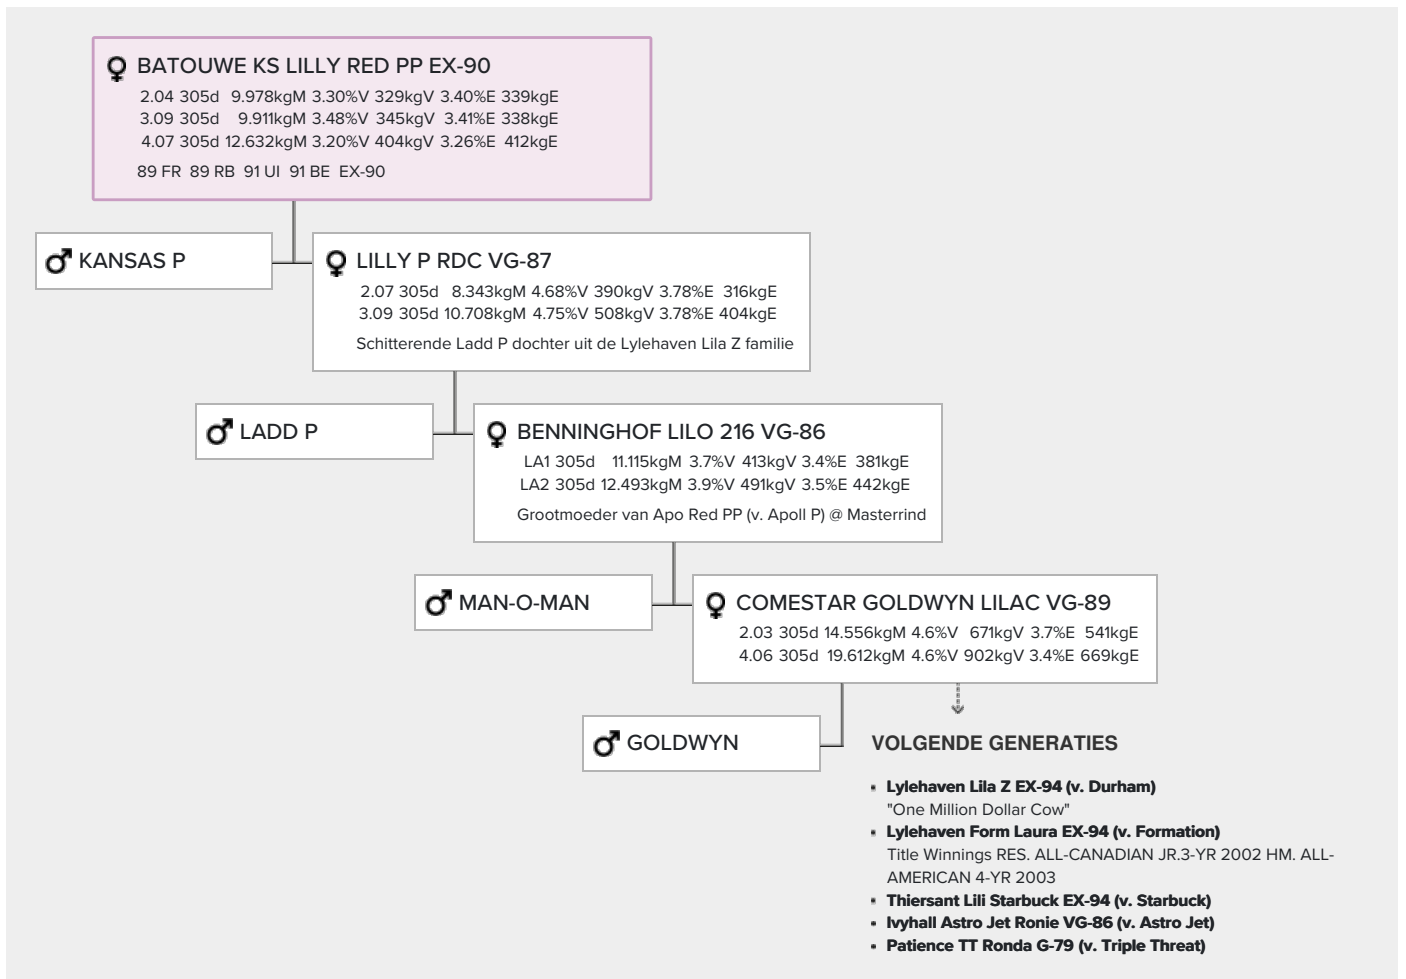 BATOUWE KS LILLY RED PP EX-90
2.04 305d 9.978kgM 3.30%V 329kgV 3.40%E 339kgE
3.09 305d 9.911kgM 3.48%V 345kgV 3.41%E 338kgE
4.07 305d 12.632kgM 3.20%V 404kgV 3.26%E 412kgE
89 FR 89 RB 91 UI 91 BE EX-90
KANSAS P
LILLY P RDC VG-87
2.07 305d 8.343kgM 4.68%V 390kgV 3.78%E 316kgE
3.09 305d 10.708kgM 4.75%V 508kgV 3.78%E 404kgE
Schitterende Ladd P dochter uit de Lylehaven Lila Z familie
LADD P
BENNINGHOF LILO 216 VG-86
LA1 305d 11.115kgM 3.7%V 413kgV 3.4%E 381kgE
LA2 305d 12.493kgM 3.9%V 491kgV 3.5%E 442kgE
Grootmoeder van Apo Red PP (v. Apoll P) @ Masterrind
MAN-O-MAN
COMESTAR GOLDWYN LILAC VG-89
2.03 305d 14.556kgM 4.6%V 671kgV 3.7%E 541kgE
4.06 305d 19.612kgM 4.6%V 902kgV 3.4%E 669kgE
GOLDWYN
VOLGENDE GENERATIES
Lylehaven Lila Z EX-94 (v. Durham)
"One Million Dollar Cow"
Lylehaven Form Laura EX-94 (v. Formation)
Title Winnings RES. ALL-CANADIAN JR.3-YR 2002 HM. ALL-
AMERICAN 4-YR 2003
Thiersant Lili Starbuck EX-94 (v. Starbuck)
Ivyhall Astro Jet Ronie VG-86 (v. Astro Jet)
Patience TT Ronda G-79 (v. Triple Threat)